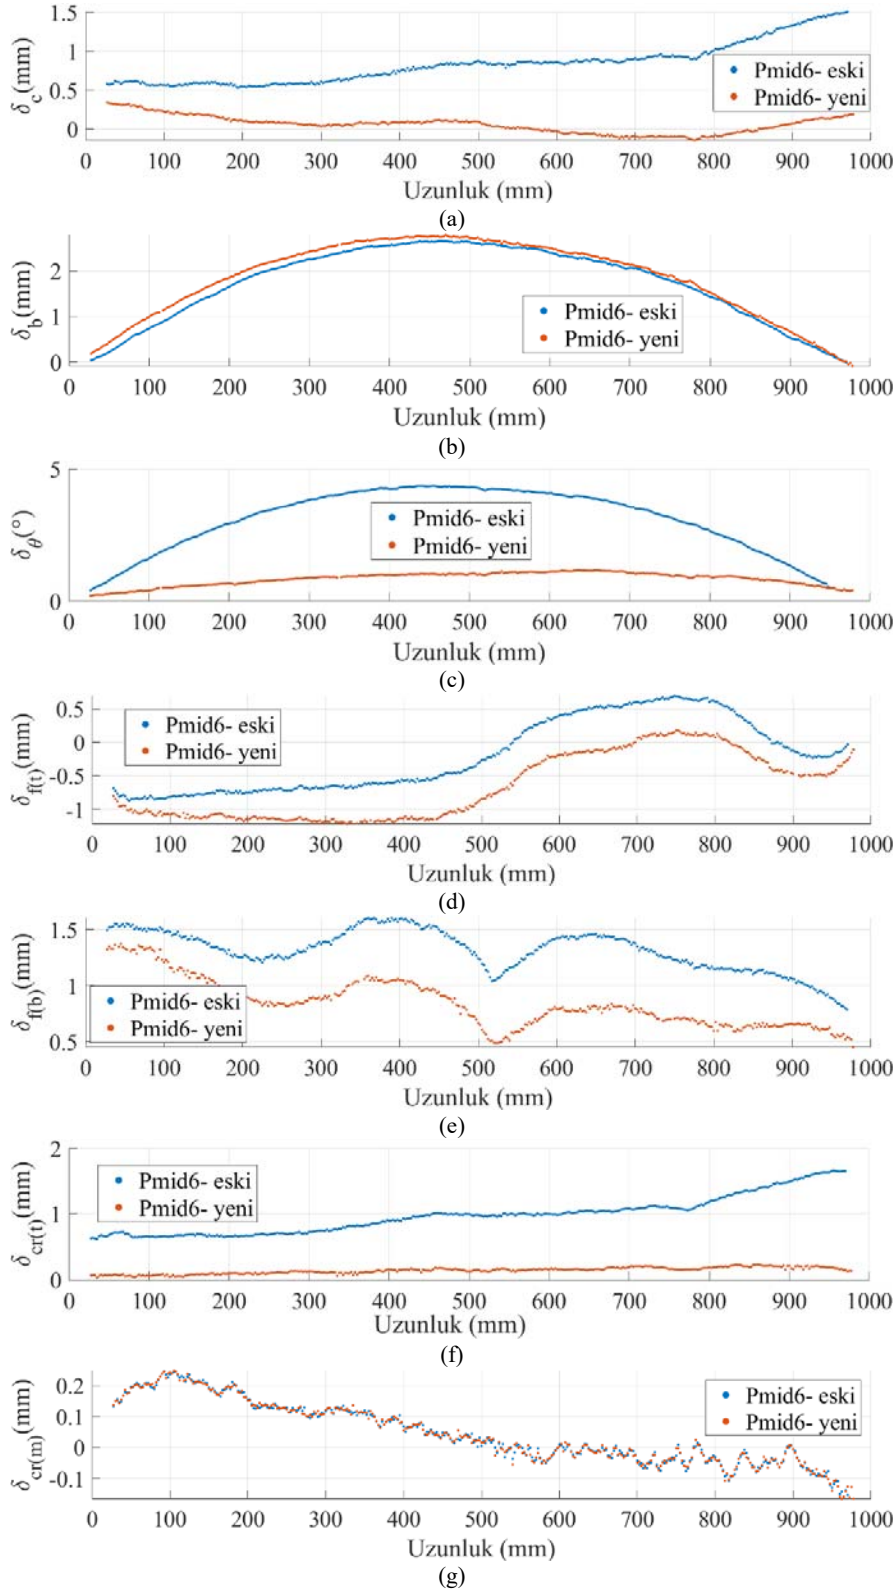 1.5
1
0.5
0
δc(mm)
Pmid6- eski
Pmid6- yeni
0 100 200 300 400 500 600 700 800 900 1000
Uzunluk (mm)
(a)
2
1
0
δb(mm)
Pmid6- eski
Pmid6- yeni
0 100 200 300 400 500 600 700 800 900 1000
Uzunluk (mm)
(b)
5
0
δθ(°)
Pmid6- eski
Pmid6- yeni
0 100 200 300 400 500 600 700 800 900 1000
Uzunluk (mm)
(c)
0.5
0
-0.5
-1
δf(t)(mm)
Pmid6- eski
Pmid6- yeni
0 100 200 300 400 500 600 700 800 900 1000
Uzunluk (mm)
(d)
1.5
1
0.5
δf(b)(mm)
Pmid6- eski
Pmid6- yeni
0 100 200 300 400 500 600 700 800 900 1000
Uzunluk (mm)
(e)
2
1
0
δcr(t)(mm)
Pmid6- eski
Pmid6- yeni
0 100 200 300 400 500 600 700 800 900 1000
Uzunluk (mm)
(f)
0.2
0.1
0
-0.1
δcr(m)(mm)
Pmid6- eski
Pmid6- yeni
0 100 200 300 400 500 600 700 800 900 1000
Uzunluk (mm)
(g)